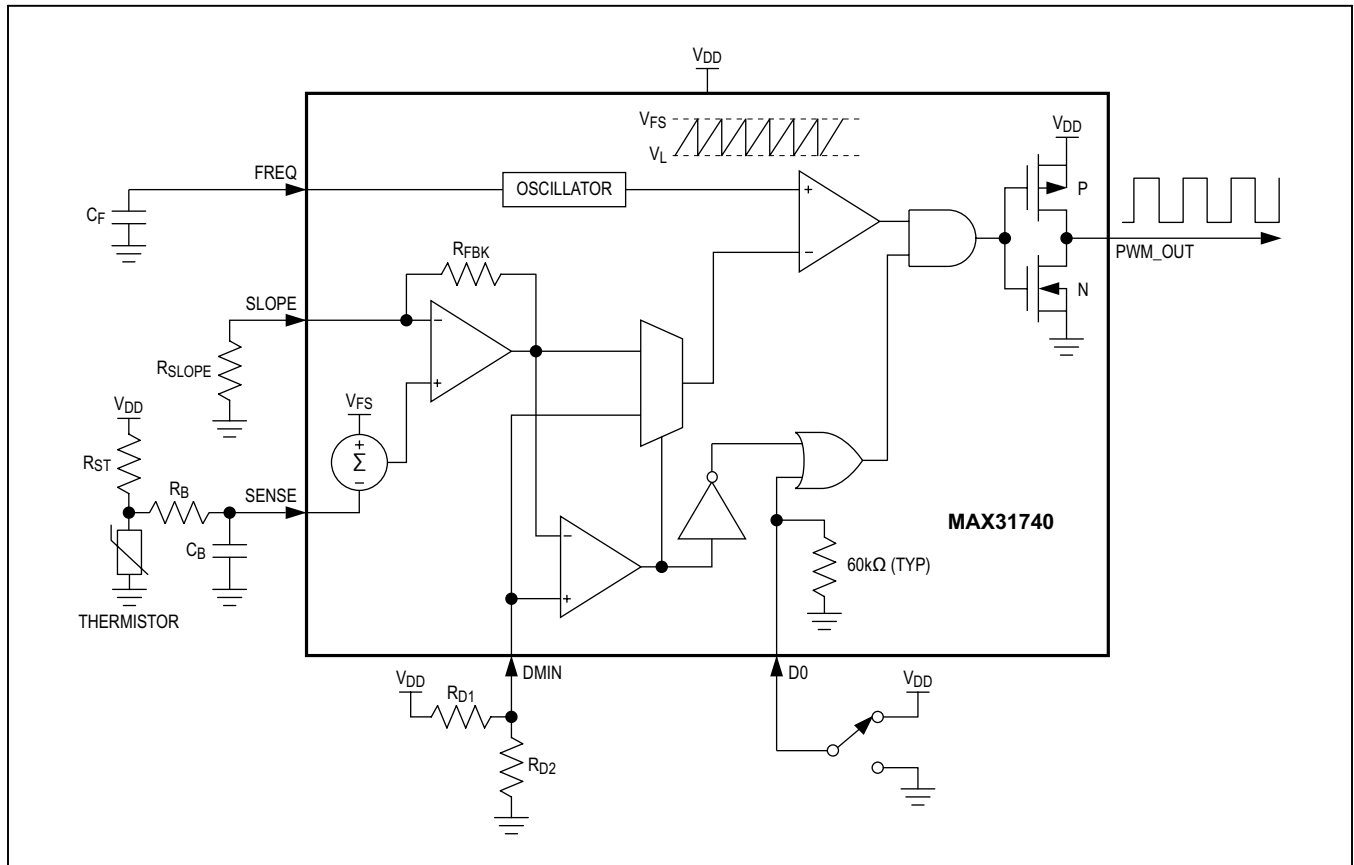 VDD
VFS
VL
VDD
FREQ
OSCILLATOR
+
−
P
CF
RFBK
PWM_OUT
N
SLOPE
−
+
RSLOPE
VFS
VDD
+
Σ
−
RST
RB
SENSE
MAX31740
CB
−
+
60kΩ (TYP)
THERMISTOR
DMIN
D0
VDD
RD1
VDD
RD2